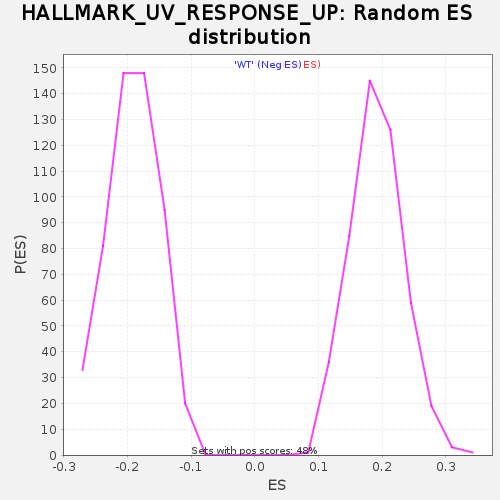 HALLMARK_UV_RESPONSE_UP: Random ES
distribution
'WT' (Neg ES) ES)
150
140
130
120
110
100
90
80
70
60
50
40
30
20
10
0
P(ES)
Sets with pos scores: 48%
-0.3 -0.2 -0.1 0.0 0.1 0.2 0.3
ES